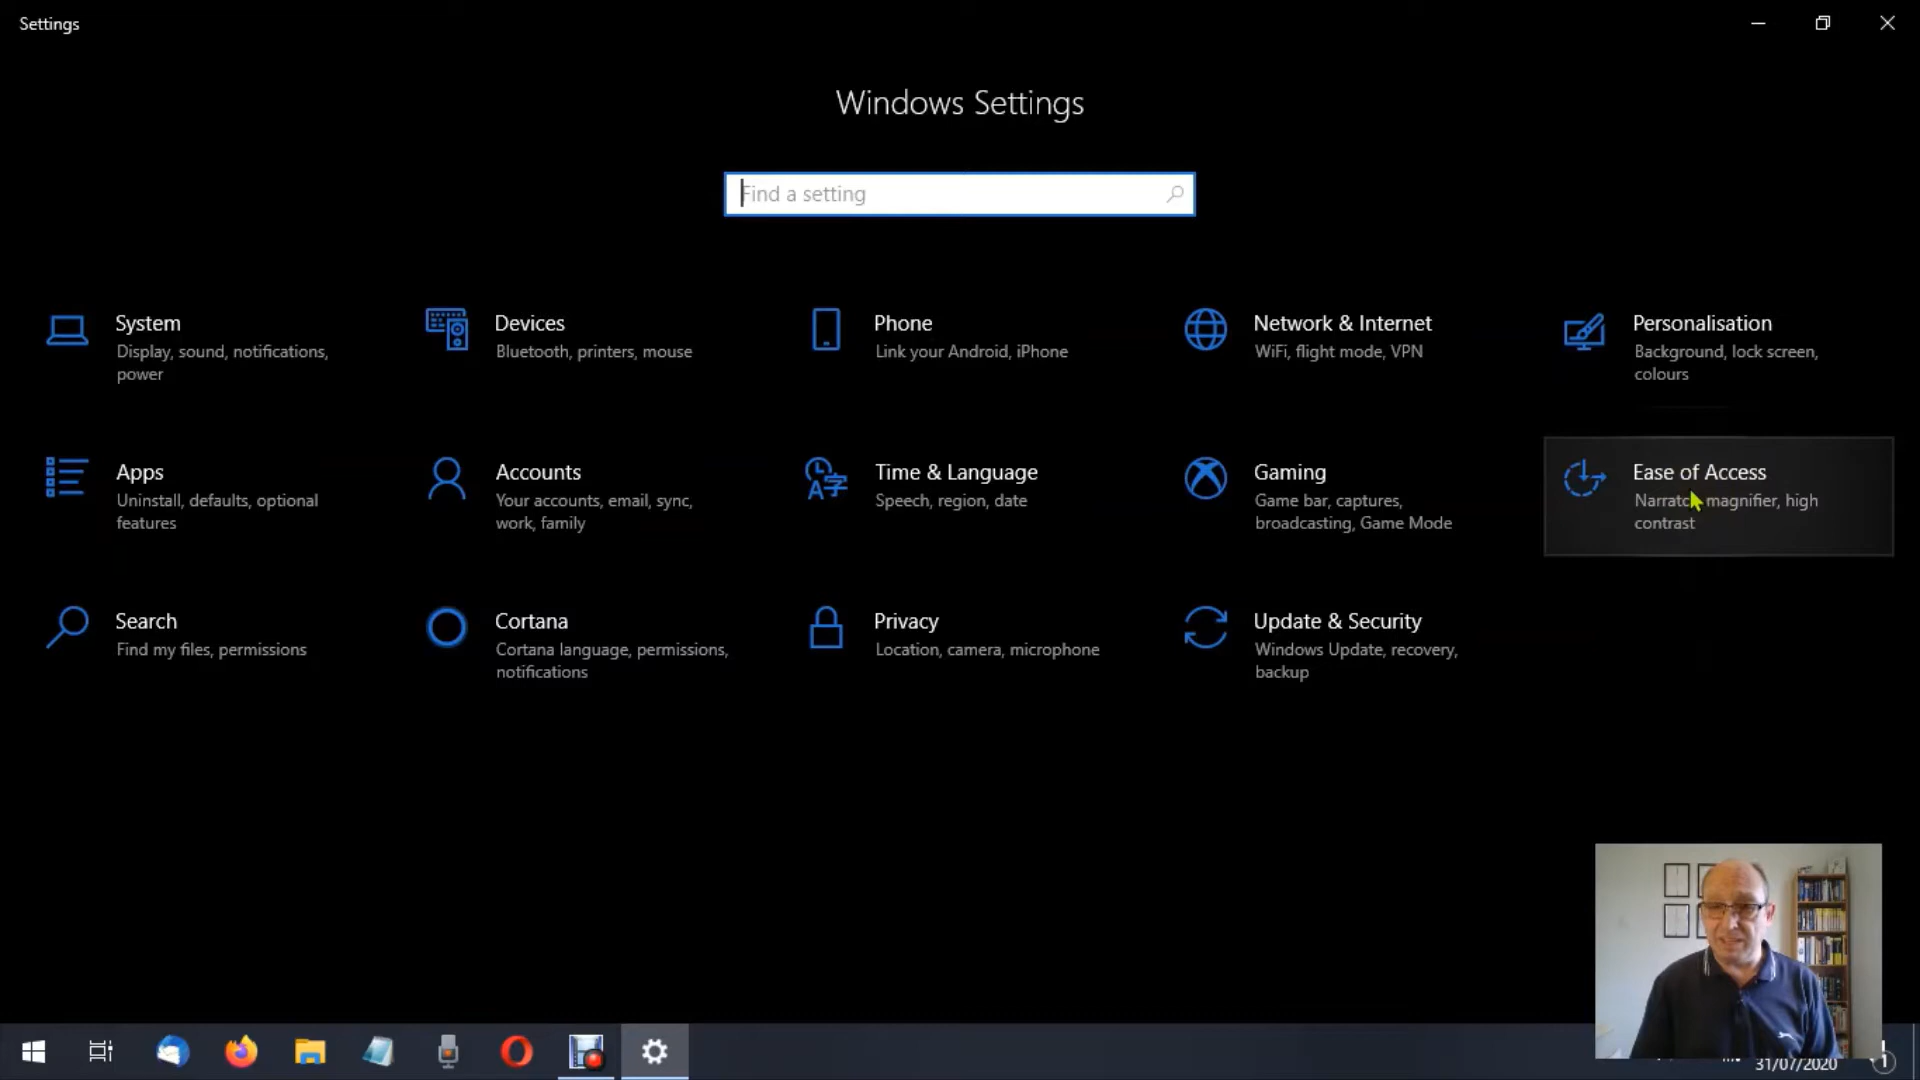 Settings
Windows Settings
Find a setting
System
Display, sound, notifications,
power
Devices
Bluetooth, printers, mouse
Phone
Link your Android, iPhone
Network & Internet
WiFi, flight mode, VPN
Personalisation
Background, lock screen,
colours
Apps
Uninstall, defaults, optional
features
Accounts
Your accounts, email, sync,
work, family
Time & Language
Speech, region, date
Gaming
Game bar, captures,
broadcasting, Game Mode
Ease of Access
Narrator, magnifier, high
contrast
Search
Find my files, permissions
Cortana
Cortana language, permissions,
notifications
Privacy
Location, camera, microphone
Update & Security
Windows Update, recovery,
backup
31/07/2020
1